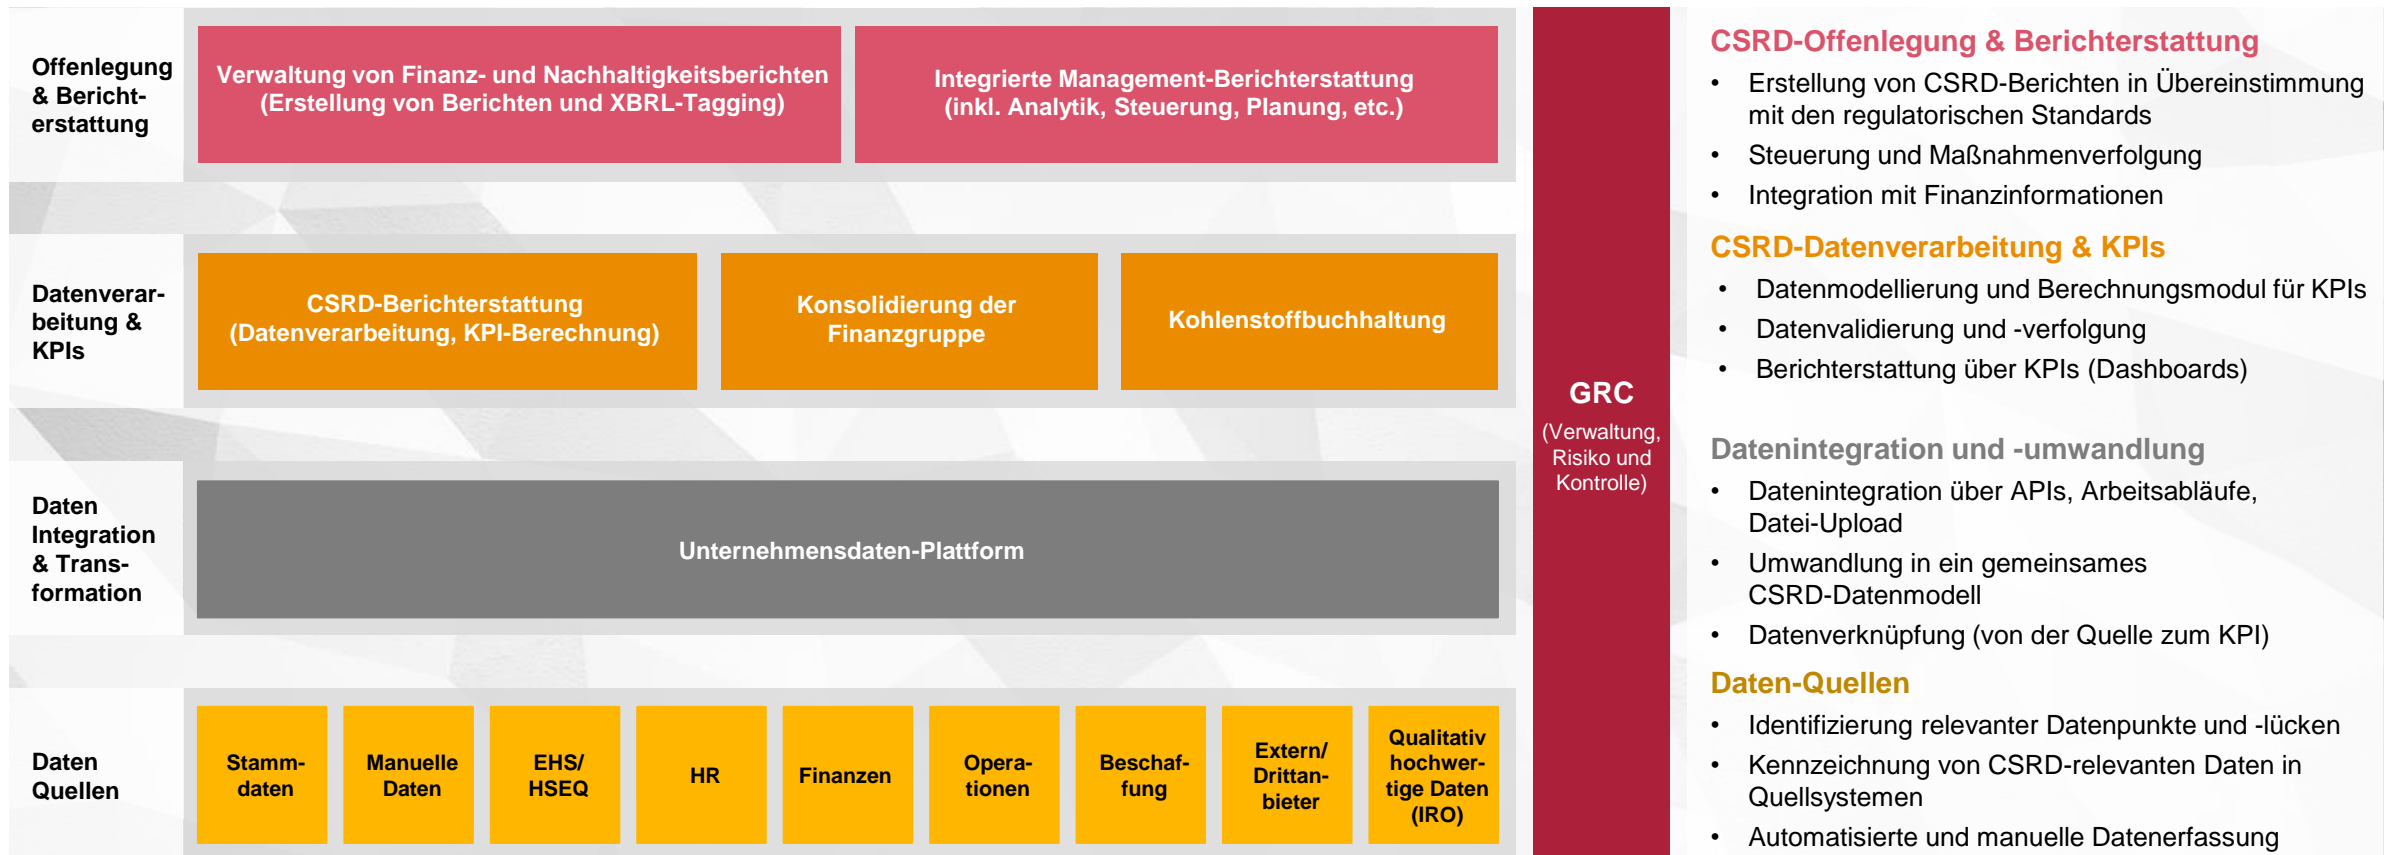 Offenlegung
& Bericht-
erstattung
Verwaltung von Finanz- und Nachhaltigkeitsberichten
(Erstellung von Berichten und XBRL-Tagging)
Integrierte Management-Berichterstattung
(inkl. Analytik, Steuerung, Planung, etc.)
Datenverar-
beitung &
KPIs
CSRD-Berichterstattung
(Datenverarbeitung, KPI-Berechnung)
Konsolidierung der
Finanzgruppe
Kohlenstoffbuchhaltung
Daten
Integration
& Trans-
formation
Unternehmensdaten-Plattform
Daten
Quellen
Stamm-
daten
Manuelle
Daten
EHS/
HSEQ
HR
Finanzen
Opera-
tionen
Beschaf-
fung
Extern/
Drittan-
bieter
Qualitativ
hochwer-
tige Daten
(IRO)
GRC
(Verwaltung,
Risiko und
Kontrolle)
CSRD-Offenlegung & Berichterstattung
• Erstellung von CSRD-Berichten in Übereinstimmung
mit den regulatorischen Standards
• Steuerung und Maßnahmenverfolgung
• Integration mit Finanzinformationen
CSRD-Datenverarbeitung & KPIs
• Datenmodellierung und Berechnungsmodul für KPIs
• Datenvalidierung und -verfolgung
• Berichterstattung über KPIs (Dashboards)
Datenintegration und -umwandlung
• Datenintegration über APIs, Arbeitsabläufe,
Datei-Upload
• Umwandlung in ein gemeinsames
CSRD-Datenmodell
• Datenverknüpfung (von der Quelle zum KPI)
Daten-Quellen
• Identifizierung relevanter Datenpunkte und -lücken
• Kennzeichnung von CSRD-relevanten Daten in
Quellsystemen
• Automatisierte und manuelle Datenerfassung